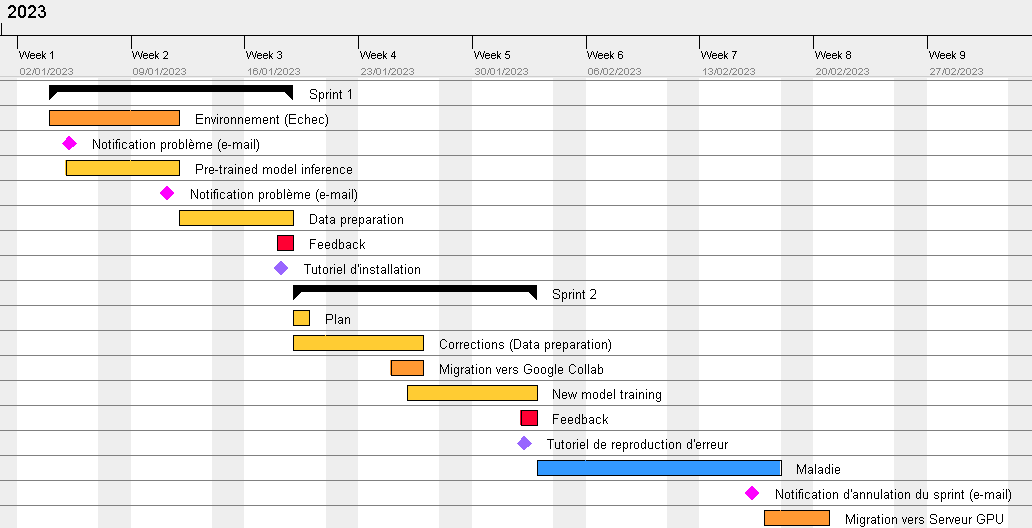 2023
Week 1 Week 2 Week 3 Week 4 Week 5 Week 6 Week 7 Week 8 Week 9
02/01/2023 09/01/2023 16/01/2023 23/01/2023 30/01/2023 06/02/2023 13/02/2023 20/02/2023 27/02/2023
Sprint 1
Environnement (Echec)
Notification problème (e-mail)
Pre-trained model inference
Notification problème (e-mail)
Data preparation
Feedback
Tutoriel d'installation
Sprint 2
Plan
Corrections (Data preparation)
Migration vers Google Collab
New model training
Feedback
Tutoriel de reproduction d'erreur
Maladie
Notification d'annulation du sprint (e-mail)
Migration vers Serveur GPU